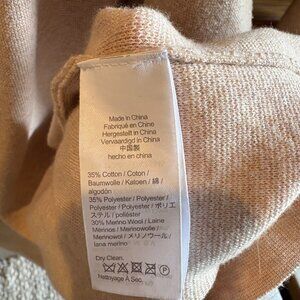 Made in China
Fabriqué en Chine
Hergestellt in China
Vervaardigd in China
中国製
hecho en china
35% Cotton / Coton /
Baumwolle / Katoen / 綿 /
algodón
35% Polyester / Polyester /
Polyester / Polyester / ポリエ
ステル / poliéster
30% Merino Wool / Laine
Merinos / Merinowolle /
Merinowol / メリノウール /
lana merino
Dry Clean.
P
Nettoyage À Sec.